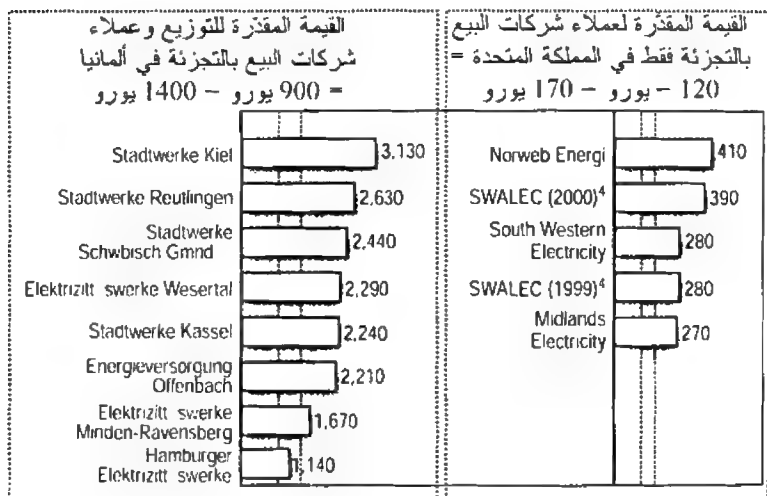 القيمة المقدّرة للتوزيع وعملاء
شركات البيع بالتجزئة في ألمانيا
= 900 يورو – 1400 يورو
Stadtwerke Kiel 3,130
Stadtwerke Reutlingen 2,630
Stadtwerke
Schwbisch Gmnd 2,440
Elektrizitt swerke Wesertal 2,290
Stadtwerke Kassel 2,240
Energieversorgung
Offenbach 2,210
Elektrizitt swerke
Minden-Ravensberg 1,670
Hamburger
Elektrizitt swerke 1,140
القيمة المقدّرة لعملاء شركات البيع
بالتجزئة فقط في المملكة المتحدة =
120 – يورو – 170 يورو
Norweb Energi 410
SWALEC (2000)⁴ 390
South Western
Electricity 280
SWALEC (1999)⁴ 280
Midlands
Electricity 270